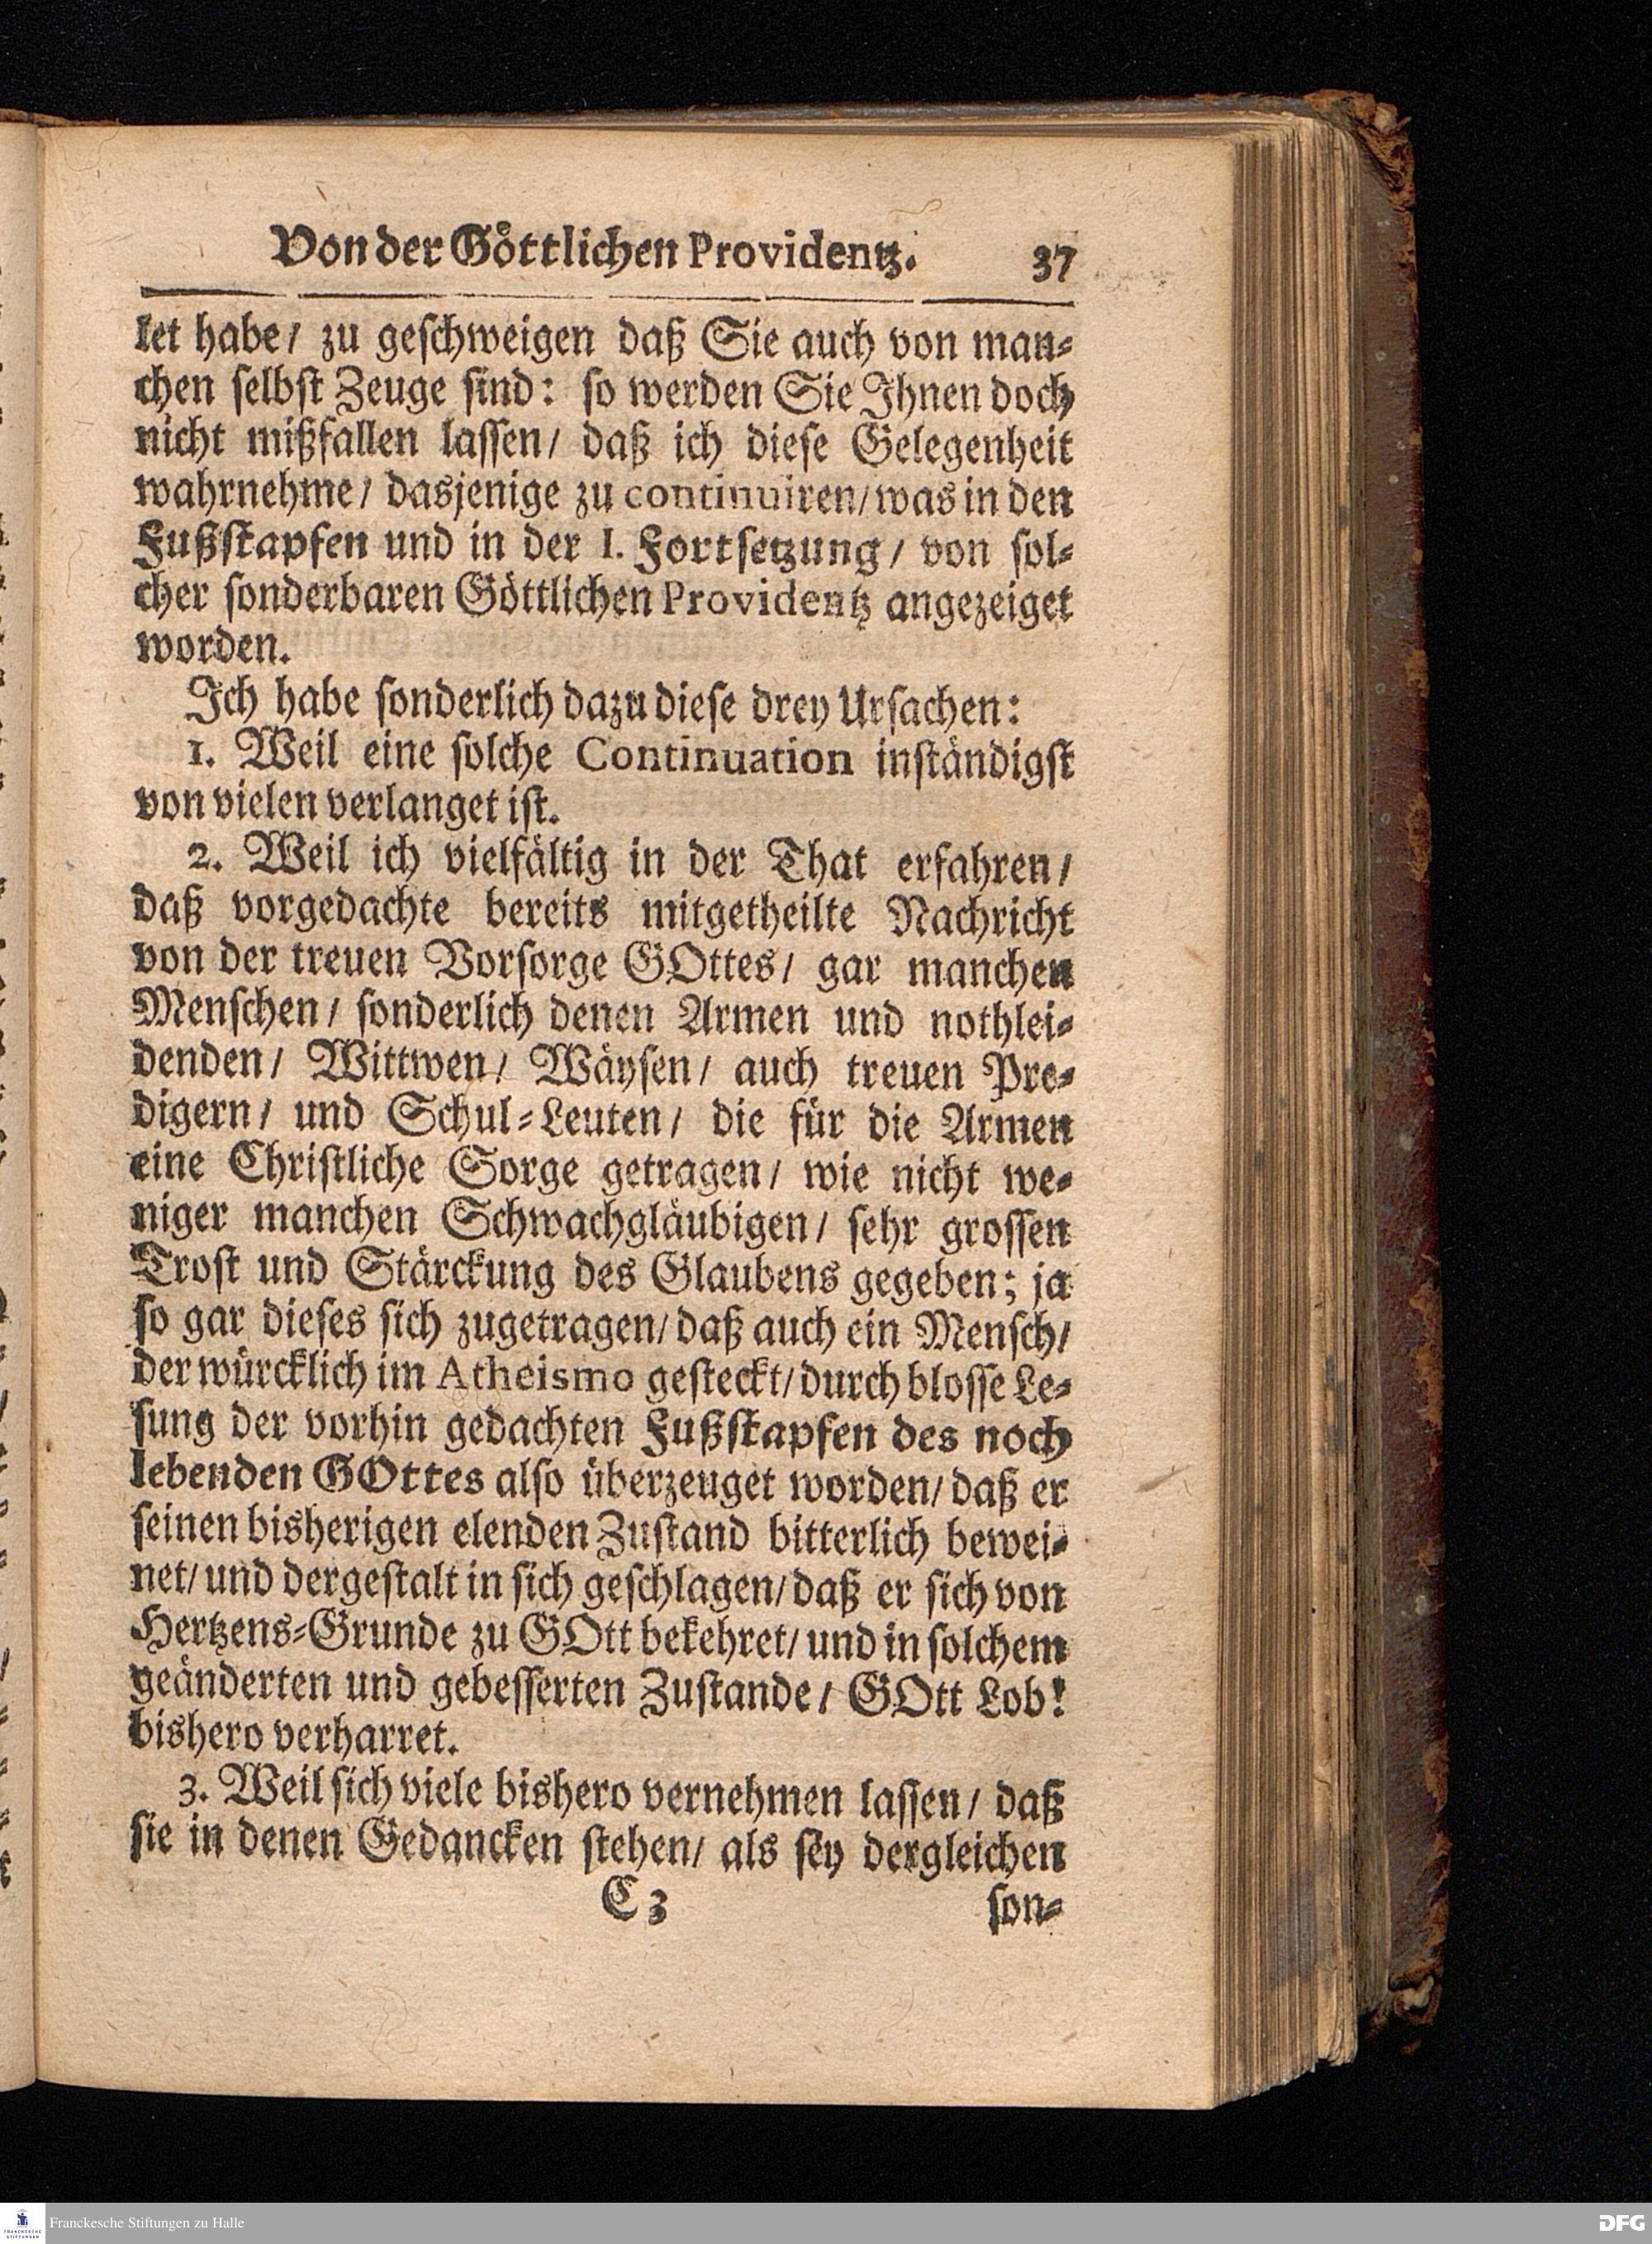 Von der Göttlichen Providentz. 37
let habe/ zu geſchweigen daß Sie auch von man⸗
chen ſelbſt Zeuge ſind: ſo werden Sie Ihnen doch
nicht mißfallen laſſen/ daß ich dieſe Gelegenheit
wahrnehme/ dasjenige zu continuiren/ was in den
Fußſtapfen und in der I. Fortſetzung/ von ſol⸗
cher ſonderbaren Göttlichen Providentz angezeiget
worden.
Ich habe ſonderlich dazu dieſe drey Urſachen:
1. Weil eine ſolche Continuation inſtändigſt
von vielen verlanget iſt.
2. Weil ich vielfältig in der That erfahren/
daß vorgedachte bereits mitgetheilte Nachricht
von der treuen Vorſorge GOttes/ gar manchen
Menſchen/ ſonderlich denen Armen und nothlei⸗
denden/ Wittwen/ Wäyſen/ auch treuen Pre⸗
digern/ und Schul⸗Leuten/ die für die Armen
eine Chriſtliche Sorge getragen/ wie nicht we⸗
niger manchen Schwachgläubigen/ ſehr groſſen
Troſt und Stärckung des Glaubens gegeben; ja
ſo gar dieſes ſich zugetragen/ daß auch ein Menſch/
der würcklich im Atheismo geſteckt/ durch bloſſe Le⸗
ſung der vorhin gedachten Fußſtapfen des noch
lebenden GOttes alſo überzeuget worden/ daß er
ſeinen bisherigen elenden Zuſtand bitterlich bewei⸗
net/ und dergeſtalt in ſich geſchlagen/ daß er ſich von
Hertzens⸗Grunde zu GOtt bekehret/ und in ſolchem
geänderten und gebeſſerten Zuſtande/ GOtt Lob!
bishero verharret.
3. Weil ſich viele bishero vernehmen laſſen/ daß
ſie in denen Gedancken ſtehen/ als ſey dergleichen
C 3 ſon⸗
FRANCKESCHE STIFTUNGEN
Franckesche Stiftungen zu Halle
DFG